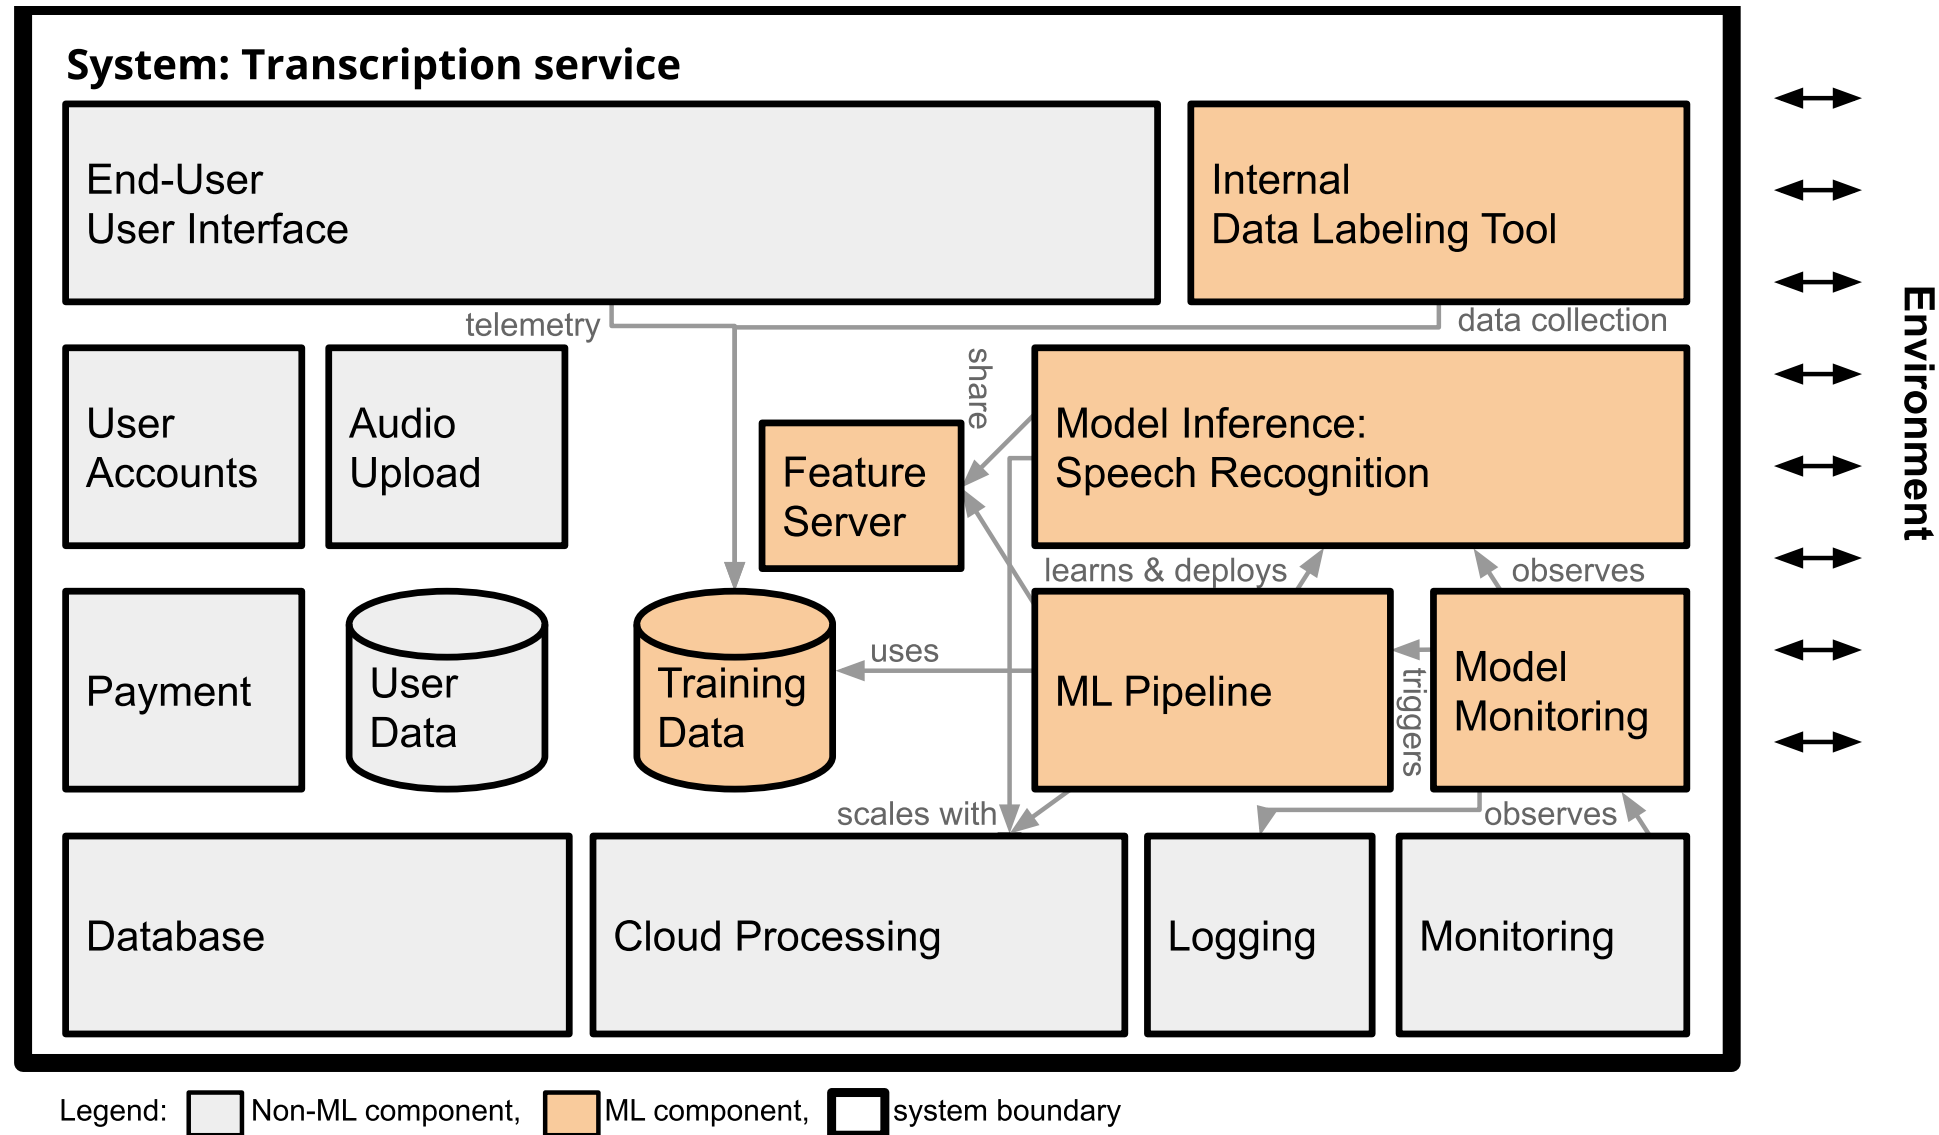 System: Transcription service
End-User
User Interface
Internal
Data Labeling Tool
telemetry
data collection
User
Accounts
Audio
Upload
share
Feature
Server
Model Inference:
Speech Recognition
learns & deploys
observes
Payment
User
Data
Training
Data
uses
ML Pipeline
triggers
Model
Monitoring
scales with
observes
Database
Cloud Processing
Logging
Monitoring
Environment
Legend:
Non-ML component,
ML component,
system boundary